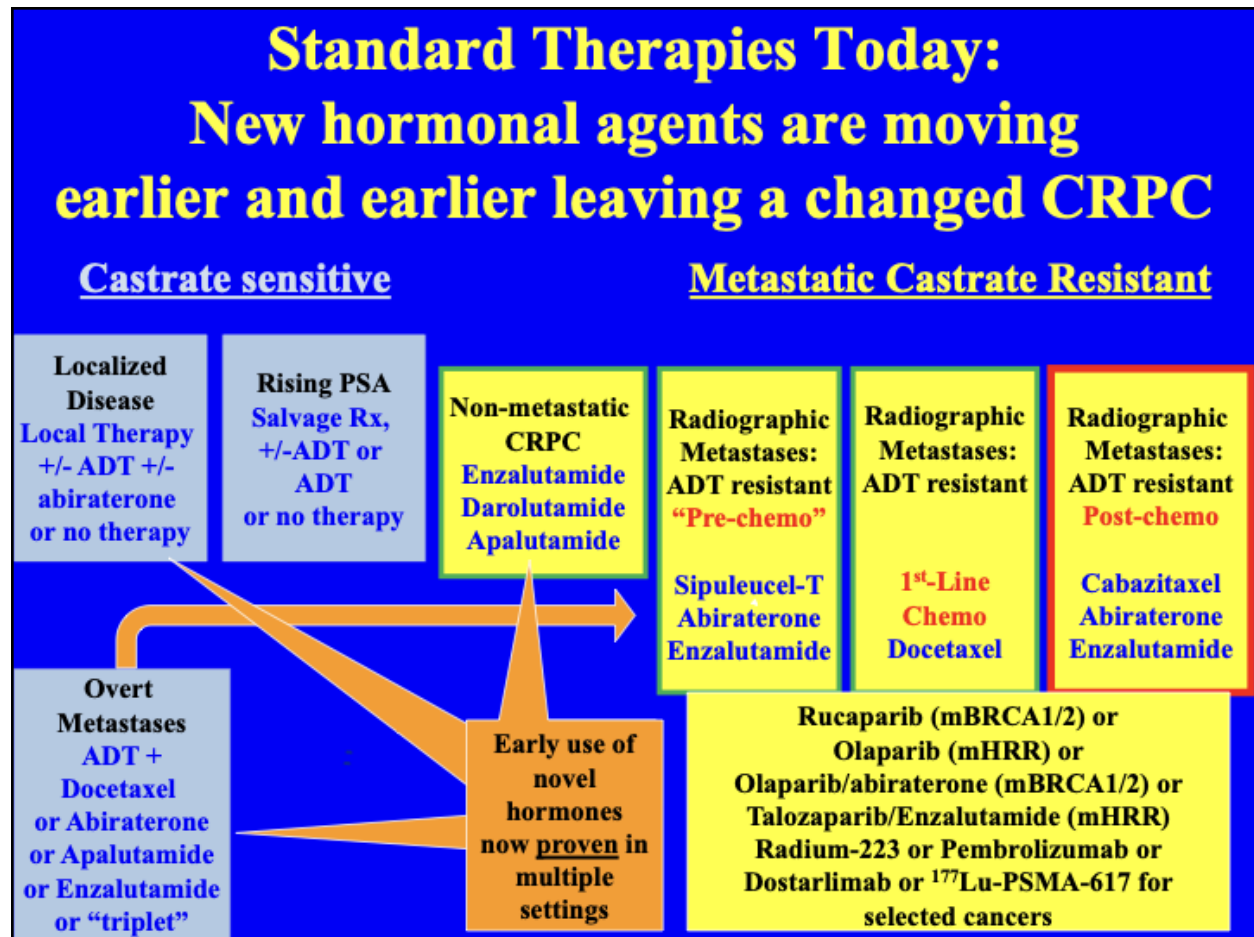 Standard Therapies Today:
New hormonal agents are moving
earlier and earlier leaving a changed CRPC
Castrate sensitive
Metastatic Castrate Resistant
Localized
Disease
Local Therapy
+/- ADT +/-
abiraterone
or no therapy
Rising PSA
Salvage Rx,
+/-ADT or
ADT
or no therapy
Non-metastatic
CRPC
Enzalutamide
Darolutamide
Apalutamide
Radiographic
Metastases:
ADT resistant
“Pre-chemo”
Sipuleucel-T
Abiraterone
Enzalutamide
Radiographic
Metastases:
ADT resistant
1st-Line
Chemo
Docetaxel
Radiographic
Metastases:
ADT resistant
Post-chemo
Cabazitaxel
Abiraterone
Enzalutamide
Overt
Metastases
ADT +
Docetaxel
or Abiraterone
or Apalutamide
or Enzalutamide
or “triplet”
Early use of
novel
hormones
now proven in
multiple
settings
Rucaparib (mBRCA1/2) or
Olaparib (mHRR) or
Olaparib/abiraterone (mBRCA1/2) or
Talozaparib/Enzalutamide (mHRR)
Radium-223 or Pembrolizumab or
Dostarlimab or ¹⁷⁷Lu-PSMA-617 for
selected cancers